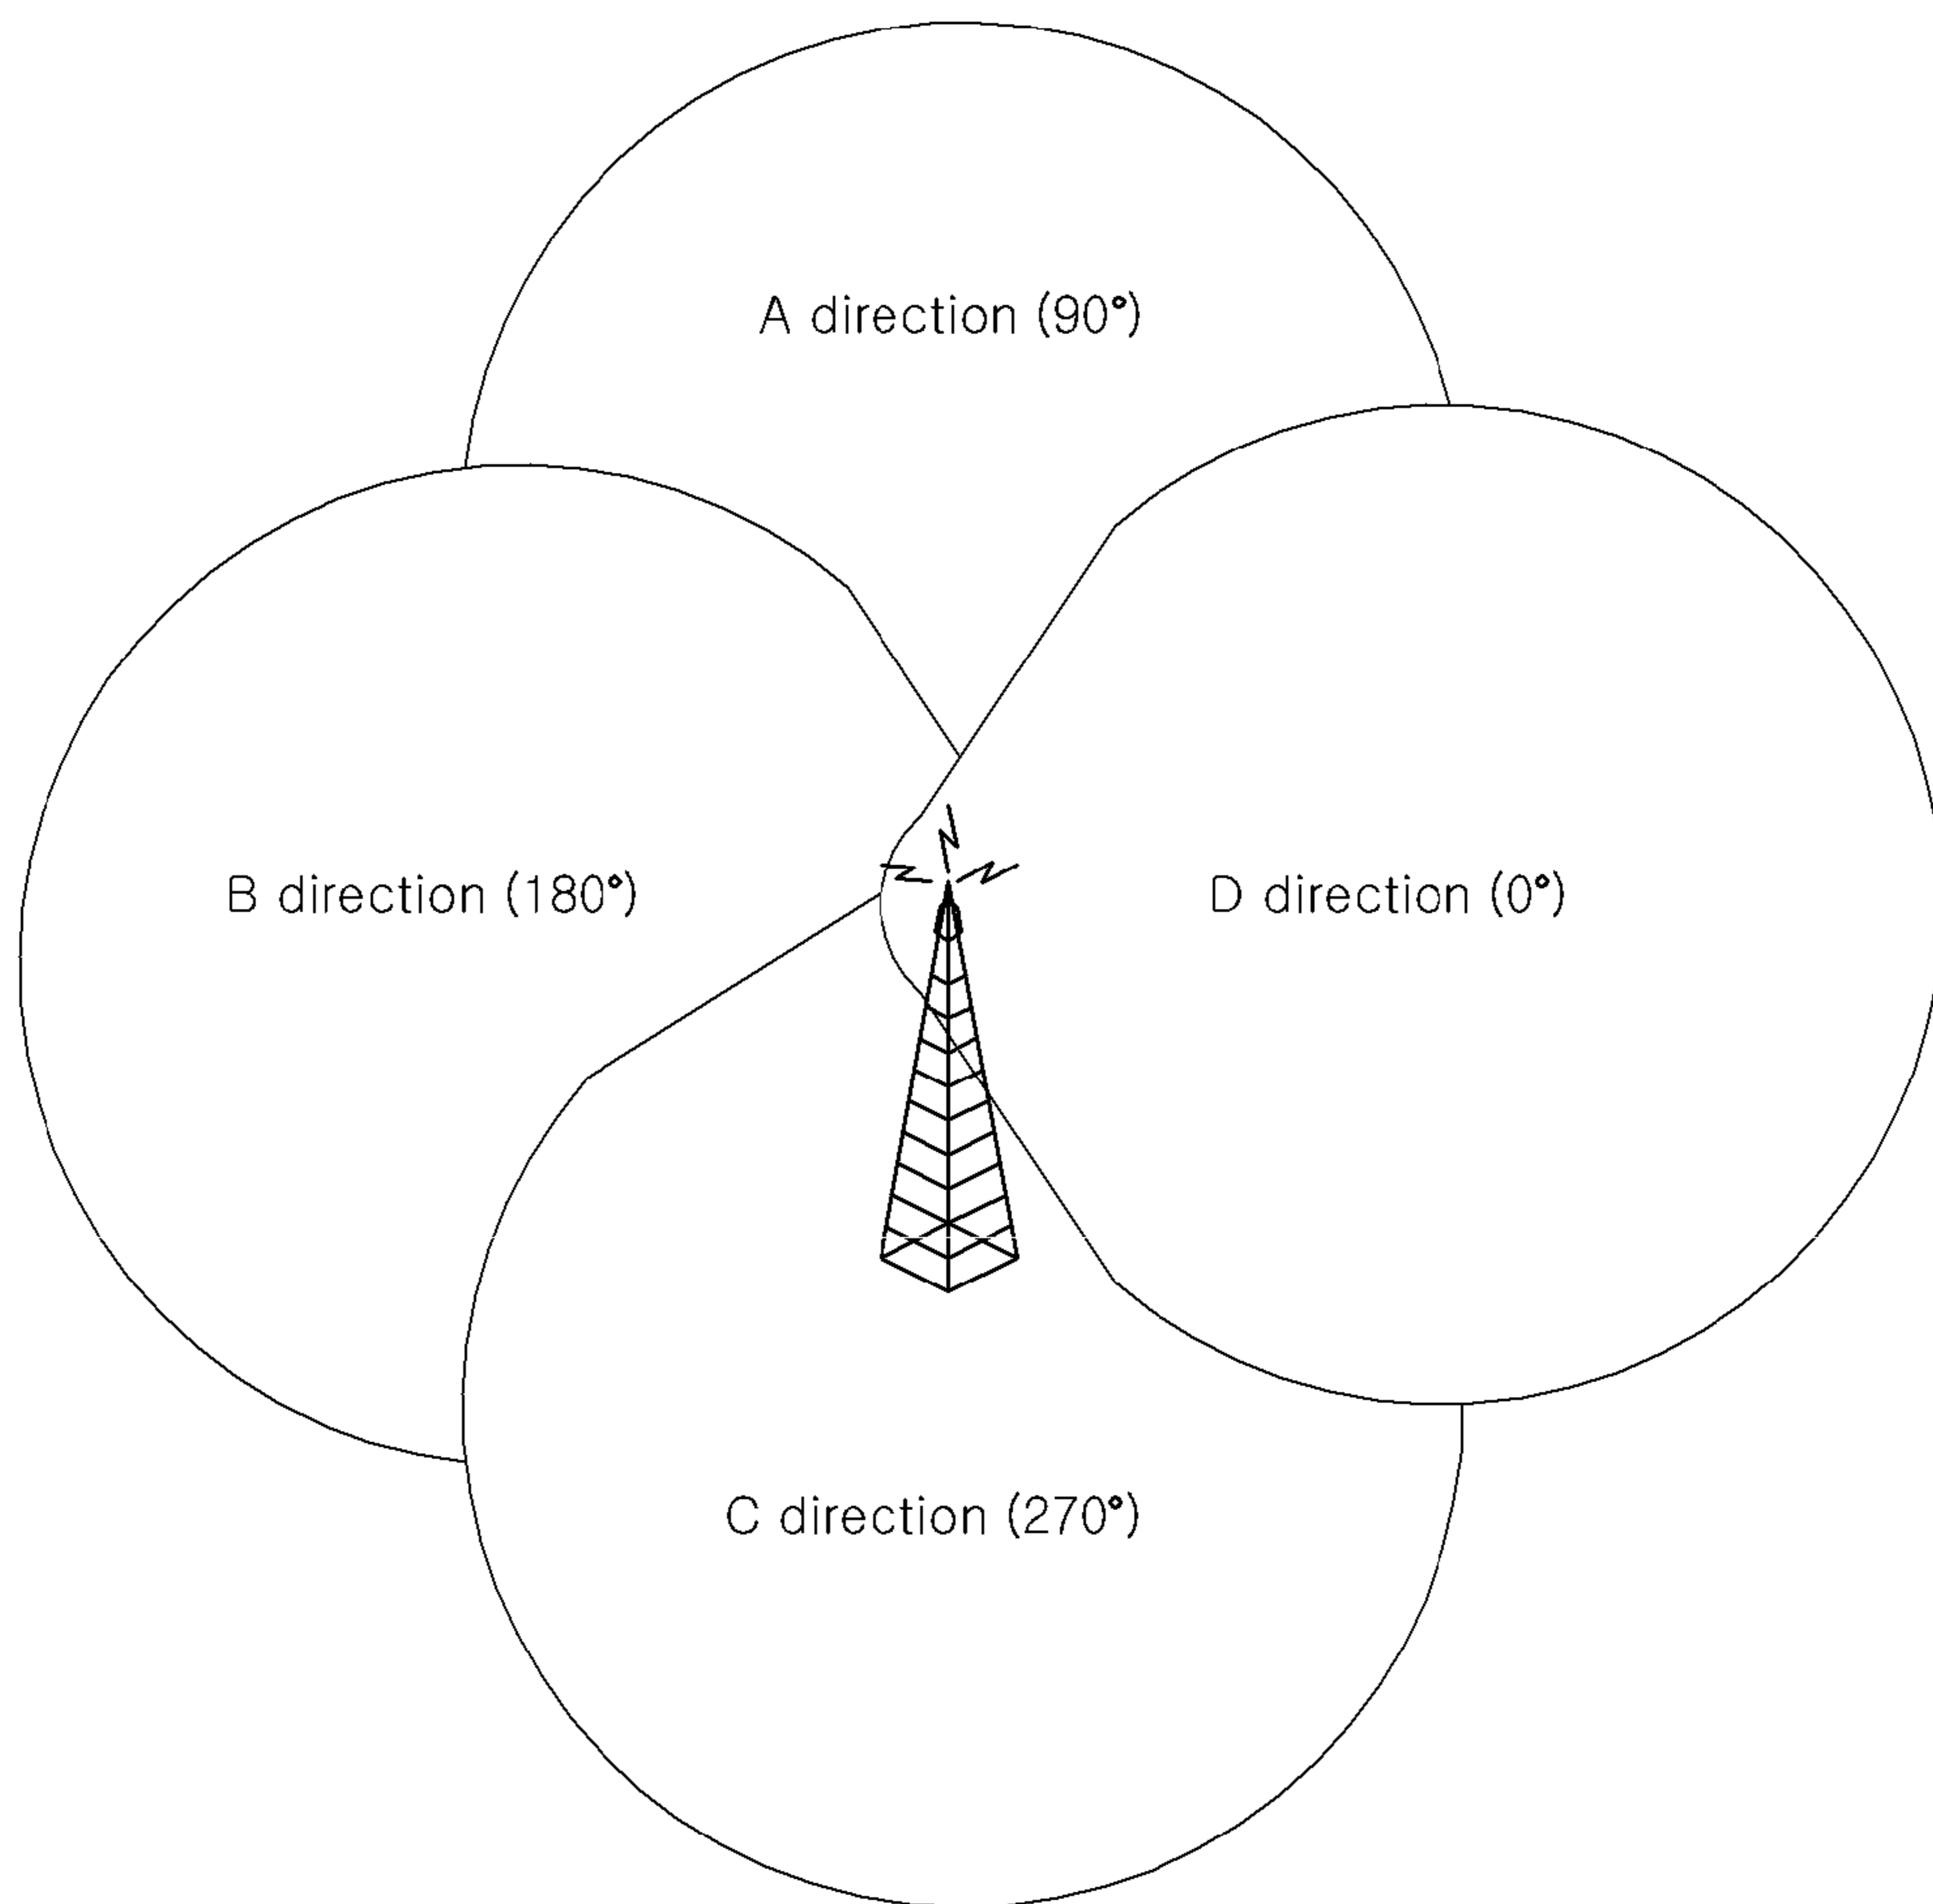 A direction (90°)
B direction (180°)
D direction (0°)
C direction (270°)